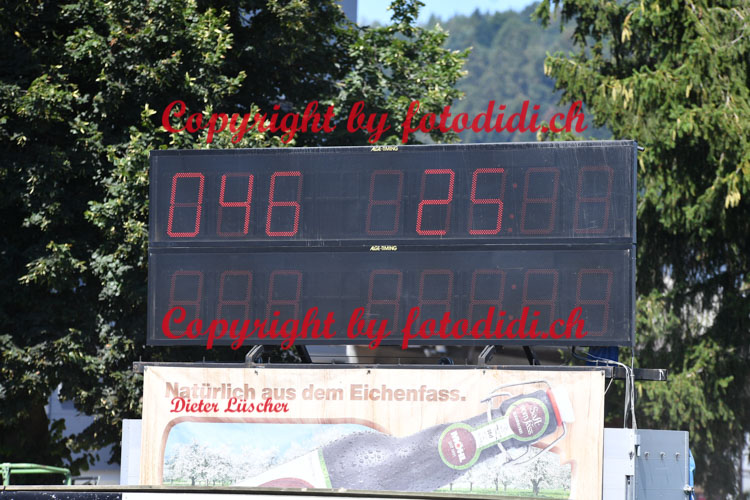 Copyright by fotodidi.ch
ALGE-TIMING
046 25
ALGE-TIMING
Copyright by fotodidi.ch
Natürlich aus dem Eichenfass.
Dieter Lüscher
MÖHL